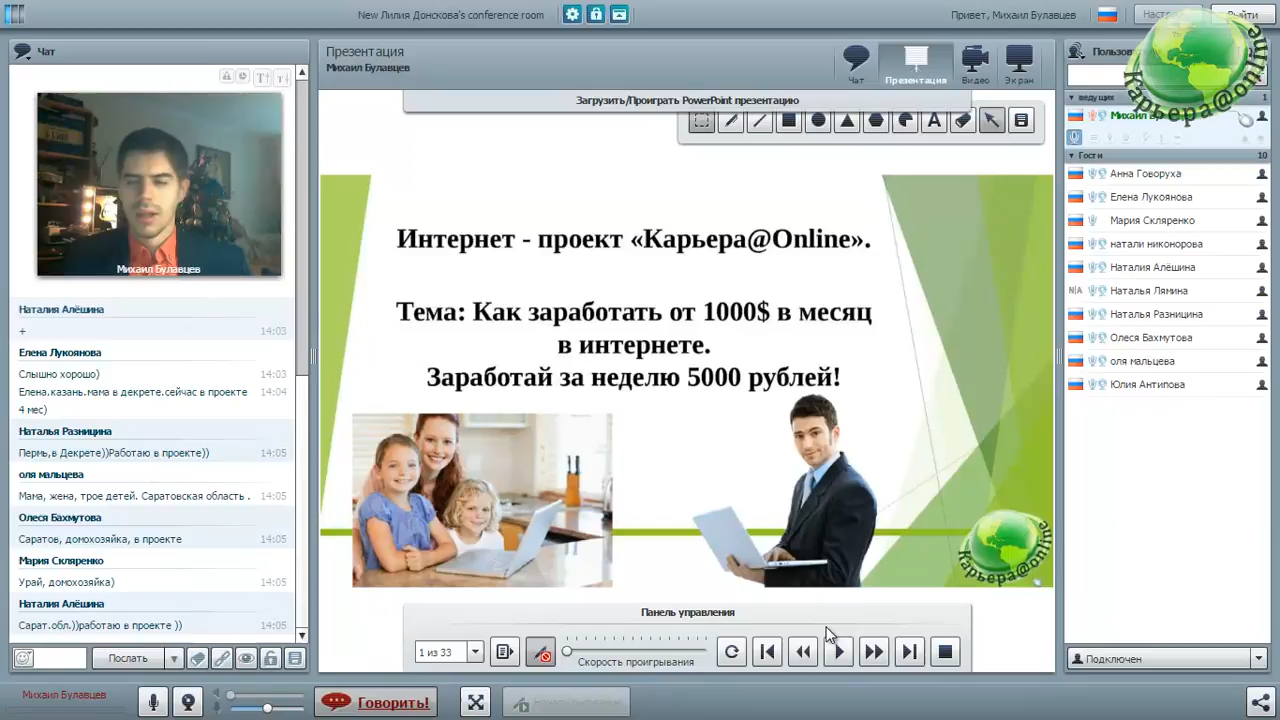 New Лилия Донскова's conference room
Привет, Михаил Булавцев
Выйти
Чат
Михаил Булавцев
Наталия Алёшина
+ 14:03
Елена Лукоянова
Слышно хорошо) 14:03
Елена.казань.мама в декрете.сейчас в проекте 14:04
4 мес)
Наталья Разницина 14:05
Пермь,в Декрете))Работаю в проекте))
оля мальцева 14:05
Мама, жена, трое детей. Саратовская область .
Олеся Бахмутова 14:05
Саратов, домохозяйка, в проекте
Мария Скляренко 14:05
Урай, домохозяйка)
Наталия Алёшина 14:05
Сарат.обл.))работаю в проекте ))
Послать
Михаил Булавцев
Говорить!
Презентация
Михаил Булавцев
Чат
Презентация
Видео
Экран
Загрузить/Проиграть PowerPoint презентацию
A
Интернет - проект «Карьера@Online».
Тема: Как заработать от 1000$ в месяц
в интернете.
Заработай за неделю 5000 рублей!
Карьера@online
Панель управления
1 из 33
Скорость проигрывания
Карьера@online
ведущих 1
Гости 10
Анна Говоруха
Елена Лукоянова
Мария Скляренко
натали никонорова
Наталия Алёшина
N|A Наталья Лямина
Наталья Разницина
Олеся Бахмутова
оля мальцева
Юлия Антипова
Подключен